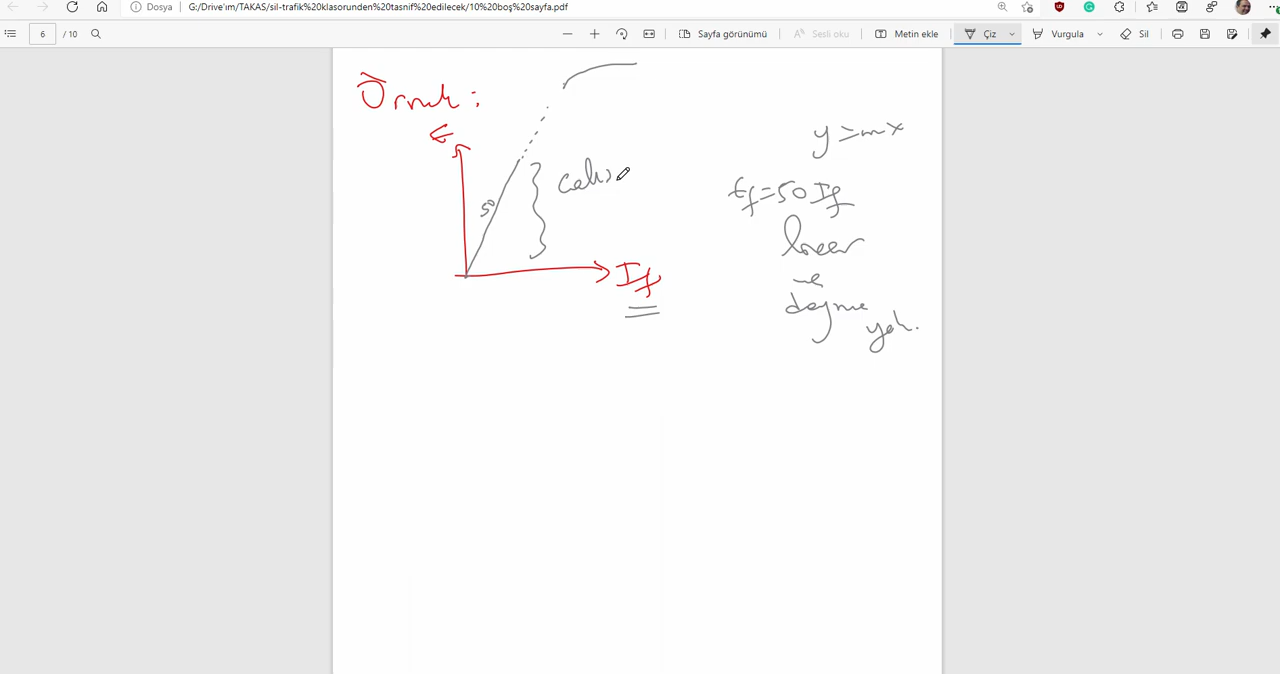 Dosya
G:/Drive'ım/TAKAS/sil-trafik%20klasorunden%20tasnif%20edilecek/10%20boş%20sayfa.pdf
6 / 10
Sayfa görünümü
Sesli oku
Metin ekle
Çiz
Vurgula
Sil
Örnek:
E
50
If
y=mx
Ef=50 If
lineer
ve
doyma
yok.